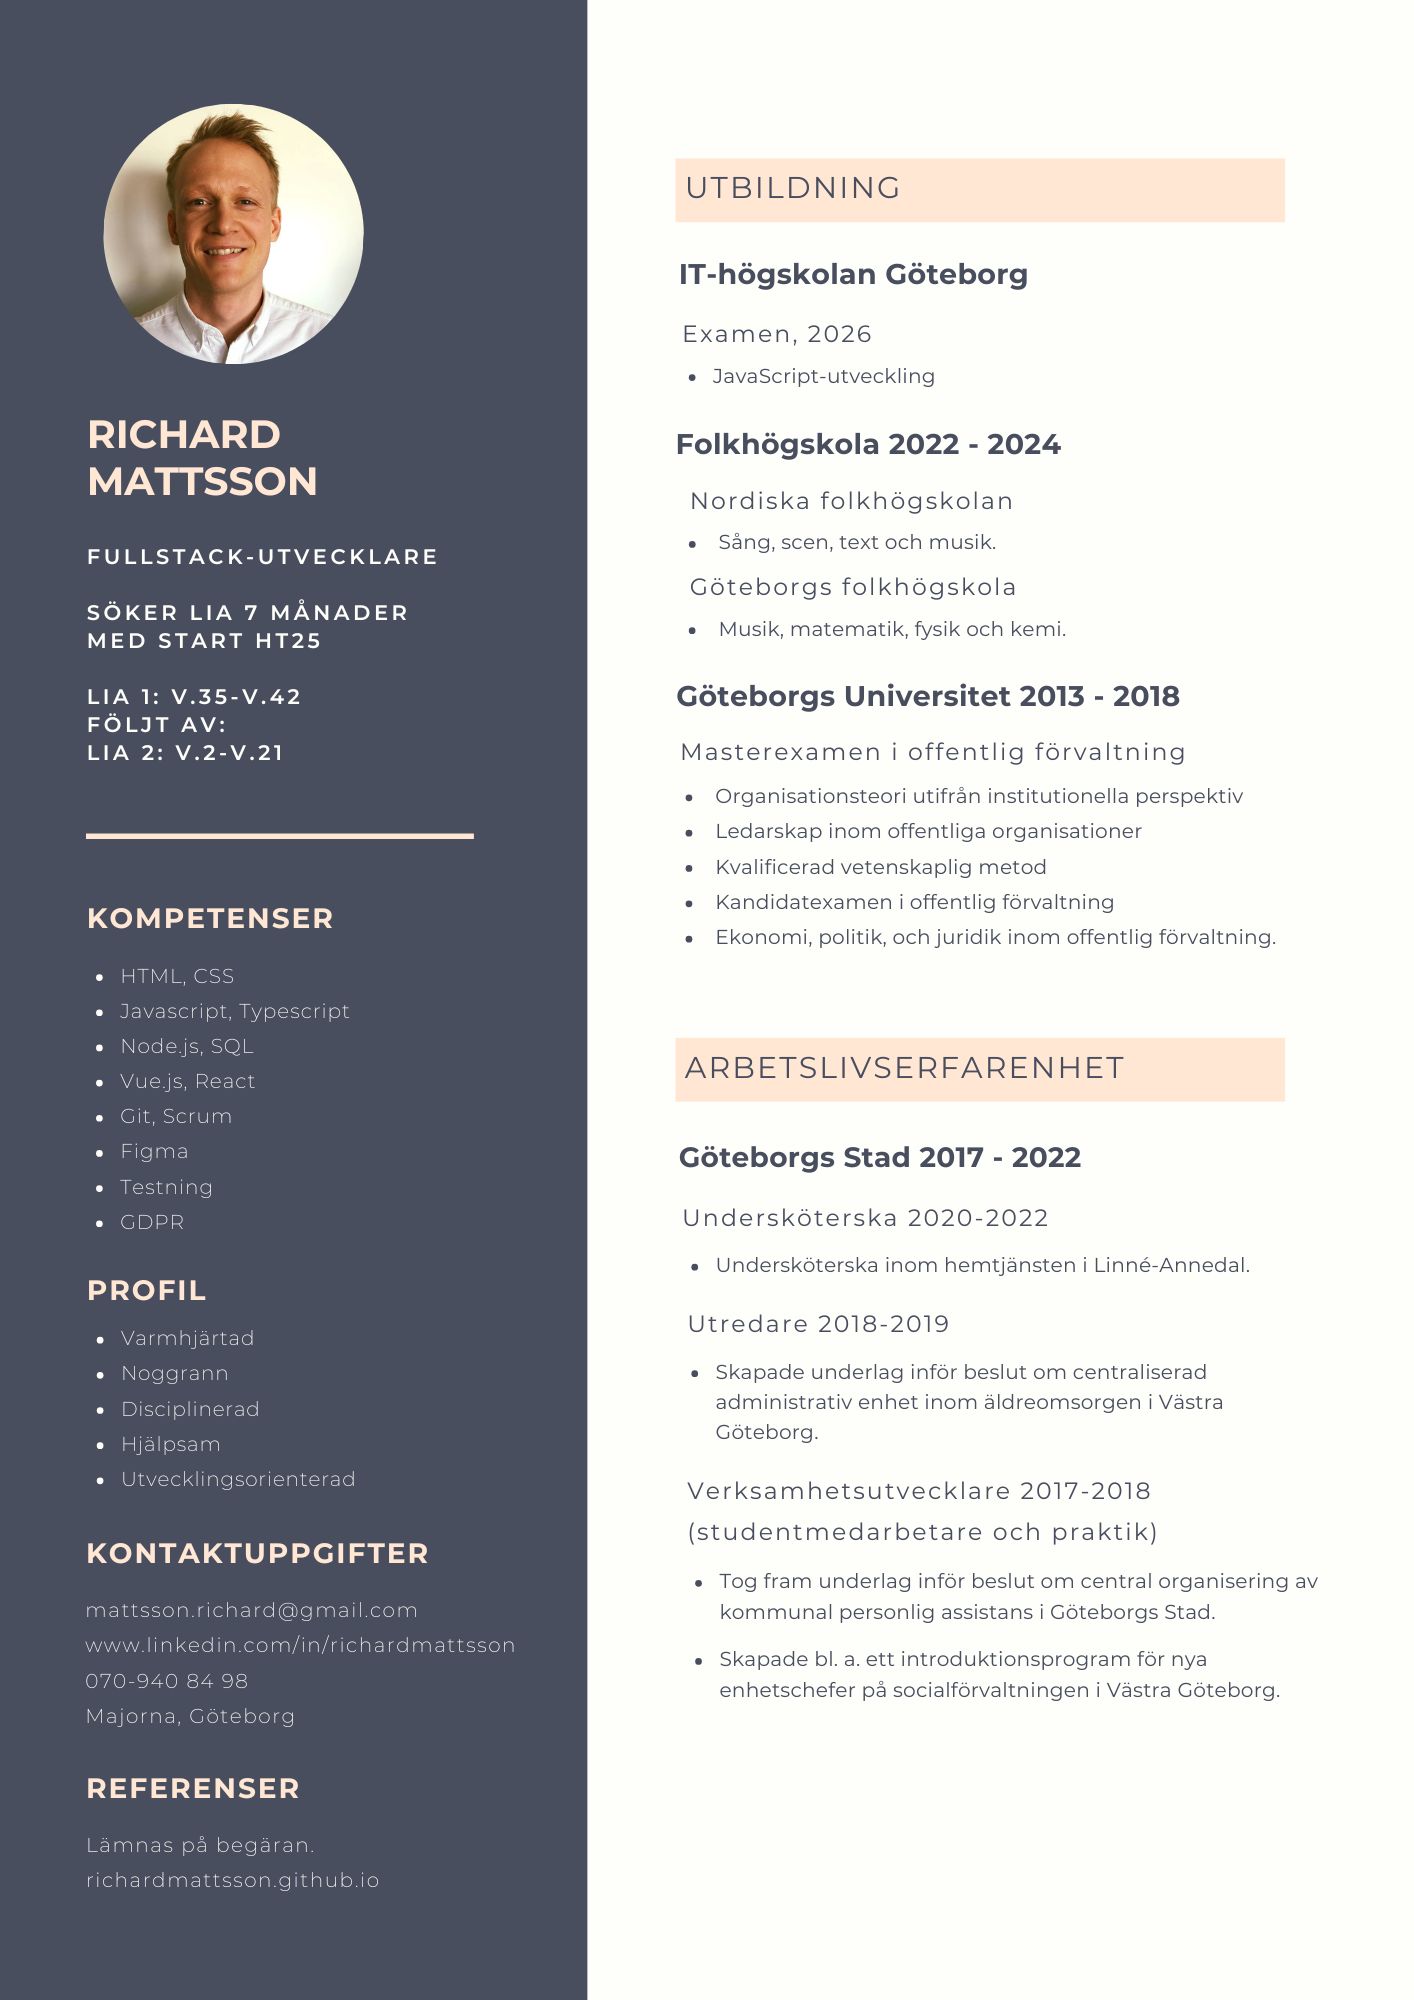 RICHARD
MATTSSON
FULLSTACK-UTVECKLARE
SÖKER LIA 7 MÅNADER
MED START HT25
LIA 1: V.35-V.42
FÖLJT AV:
LIA 2: V.2-V.21
KOMPETENSER
• HTML, CSS
• Javascript, Typescript
• Node.js, SQL
• Vue.js, React
• Git, Scrum
• Figma
• Testning
• GDPR
PROFIL
• Varmhjärtad
• Noggrann
• Disciplinerad
• Hjälpsam
• Utvecklingsorienterad
KONTAKTUPPGIFTER
mattsson.richard@gmail.com
www.linkedin.com/in/richardmattsson
070-940 84 98
Majorna, Göteborg
REFERENSER
Lämnas på begäran.
richardmattsson.github.io
UTBILDNING
IT-högskolan Göteborg
Examen, 2026
• JavaScript-utveckling
Folkhögskola 2022 - 2024
Nordiska folkhögskolan
• Sång, scen, text och musik.
Göteborgs folkhögskola
• Musik, matematik, fysik och kemi.
Göteborgs Universitet 2013 - 2018
Masterexamen i offentlig förvaltning
• Organisationsteori utifrån institutionella perspektiv
• Ledarskap inom offentliga organisationer
• Kvalificerad vetenskaplig metod
• Kandidatexamen i offentlig förvaltning
• Ekonomi, politik, och juridik inom offentlig förvaltning.
ARBETSLIVSERFARENHET
Göteborgs Stad 2017 - 2022
Undersköterska 2020-2022
• Undersköterska inom hemtjänsten i Linné-Annedal.
Utredare 2018-2019
• Skapade underlag inför beslut om centraliserad
administrativ enhet inom äldreomsorgen i Västra
Göteborg.
Verksamhetsutvecklare 2017-2018
(studentmedarbetare och praktik)
• Tog fram underlag inför beslut om central organisering av
kommunal personlig assistans i Göteborgs Stad.
• Skapade bl. a. ett introduktionsprogram för nya
enhetschefer på socialförvaltningen i Västra Göteborg.